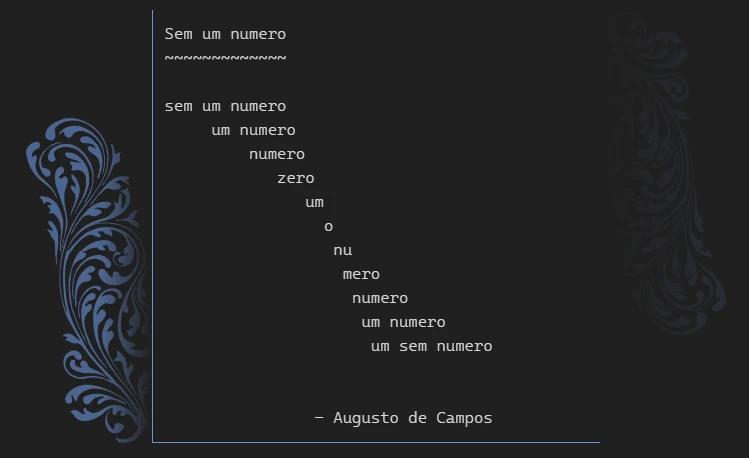 Sem um numero
~~~~~~~~~~~~~
sem um numero
um numero
numero
zero
um
o
nu
mero
numero
um numero
um sem numero
— Augusto de Campos